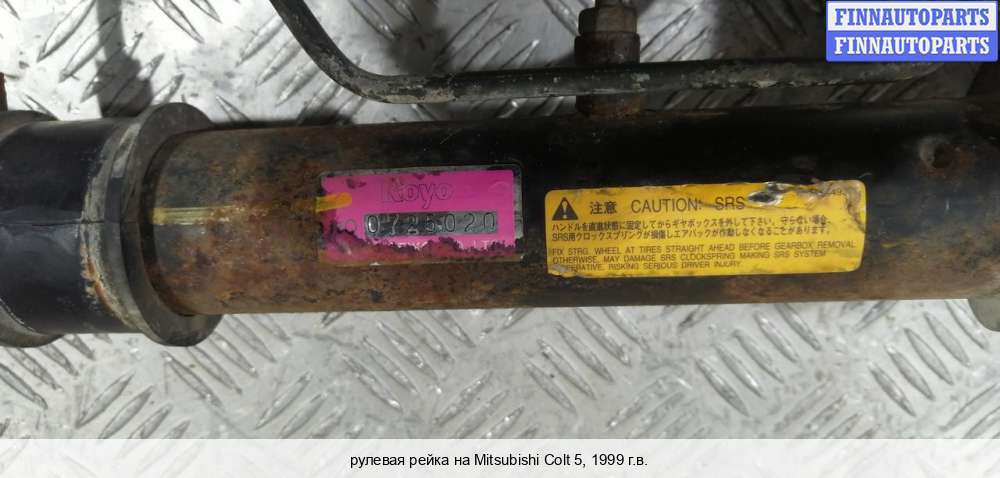 FINNAUTOPARTS
FINNAUTOPARTS
Koyo
0725020
注意 CAUTION: SRS
ハンドルを直進状態に固定してからギヤボックスを外して下さい。守らない場合、
SRS用クロックスプリングが損傷しエアバックが作動しなくなることがあります。
FIX STRG. WHEEL AT TIRES STRAIGHT AHEAD BEFORE GEARBOX REMOVAL.
OTHERWISE, MAY DAMAGE SRS CLOCKSPRING MAKING SRS SYSTEM
RISKING SERIOUS DRIVER INJURY.
рулевая рейка на Mitsubishi Colt 5, 1999 г.в.